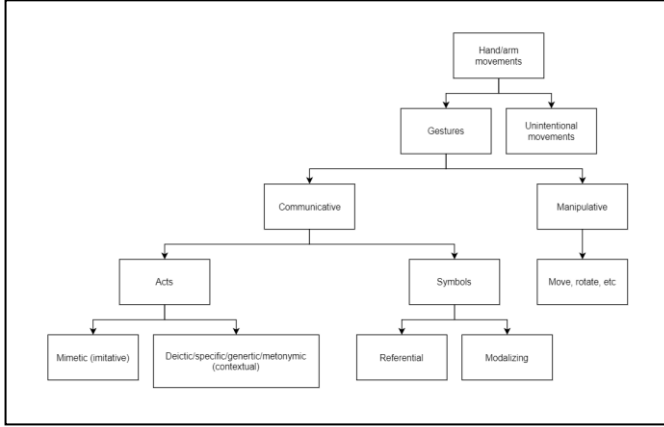 Hand/arm
movements
Gestures
Unintentional
movements
Communicative
Manipulative
Acts
Symbols
Move, rotate, etc
Mimetic (imitative)
Deictic/specific/genertic/metonymic
(contextual)
Referential
Modalizing